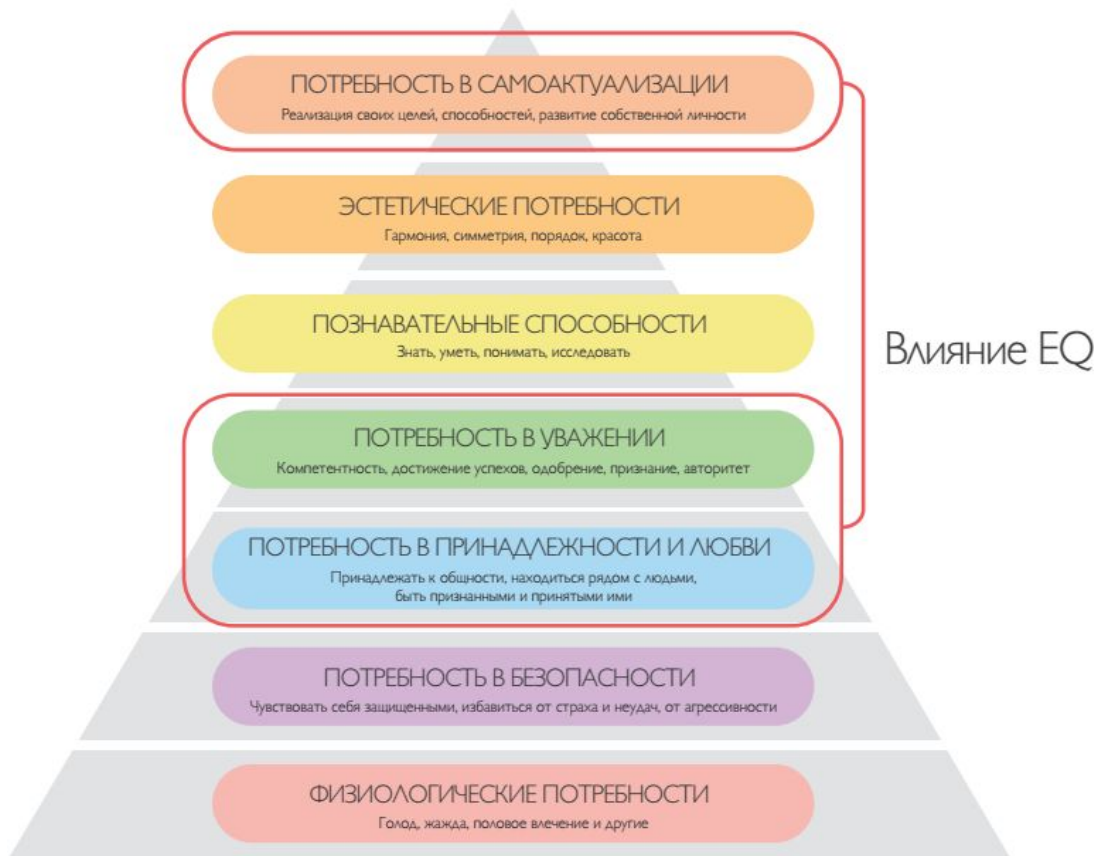 ПОТРЕБНОСТЬ В САМОАКТУАЛИЗАЦИИ
Реализация своих целей, способностей, развитие собственной личности
ЭСТЕТИЧЕСКИЕ ПОТРЕБНОСТИ
Гармония, симметрия, порядок, красота
ПОЗНАВАТЕЛЬНЫЕ СПОСОБНОСТИ
Знать, уметь, понимать, исследовать
Влияние EQ
ПОТРЕБНОСТЬ В УВАЖЕНИИ
Компетентность, достижение успехов, одобрение, признание, авторитет
ПОТРЕБНОСТЬ В ПРИНАДЛЕЖНОСТИ И ЛЮБВИ
Принадлежать к общности, находиться рядом с людьми,
быть признанными и принятыми ими
ПОТРЕБНОСТЬ В БЕЗОПАСНОСТИ
Чувствовать себя защищенными, избавиться от страха и неудач, от агрессивности
ФИЗИОЛОГИЧЕСКИЕ ПОТРЕБНОСТИ
Голод, жажда, половое влечение и другие